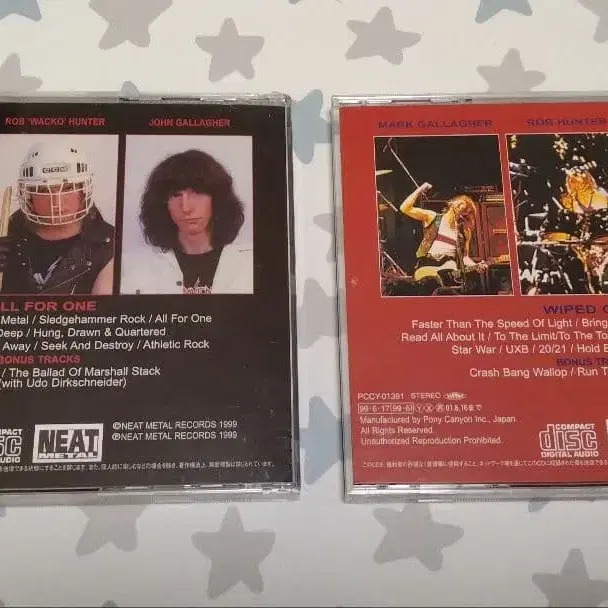 ROB 'WACKO' HUNTER
JOHN GALLAGHER
ALL FOR ONE
Metal / Sledgehammer Rock / All For One
Deep / Hung, Drawn & Quartered
Away / Seek And Destroy / Athletic Rock
BONUS TRACKS
/ The Ballad Of Marshall Stack
(with Udo Dirkschneider)
COMPACT
disc
AUDIO
NEAT
METAL
©NEAT METAL RECORDS 1999
℗NEAT METAL RECORDS 1999
MARK GALLAGHER
ROB HUNTER
WIPED
Faster Than The Speed Of Light / Bring
Read All About It / To The Limit/To The To
Star War / UXB / 20/21 / Hold
BONUS
Crash Bang Wallop / Run T
PCCY-01391 STEREO
Manufactured by Pony Canyon Inc., Japan.
All Rights Reserved.
Unauthorized Reproduction Prohibited.
COMPACT
disc
DIGITAL AUDIO